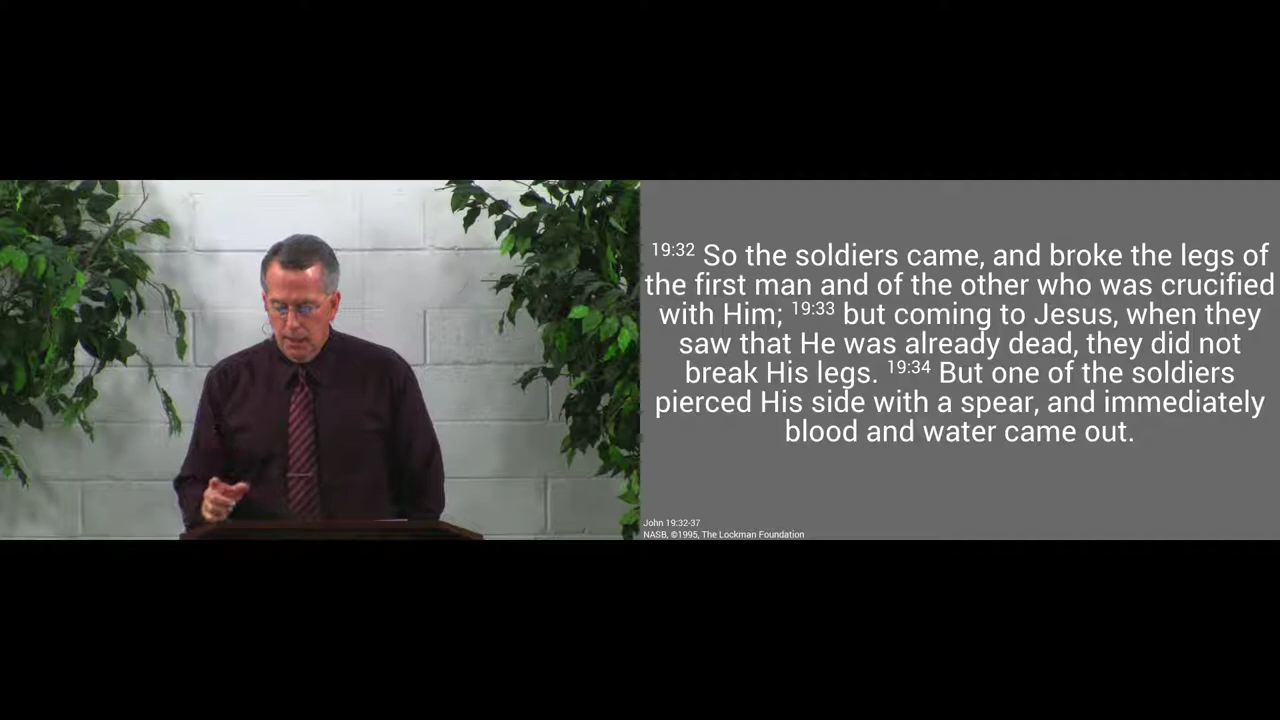 19:32 So the soldiers came, and broke the legs of
the first man and of the other who was crucified
with Him; 19:33 but coming to Jesus, when they
saw that He was already dead, they did not
break His legs. 19:34 But one of the soldiers
pierced His side with a spear, and immediately
blood and water came out.
John 19:32-37
NASB, ©1995, The Lockman Foundation